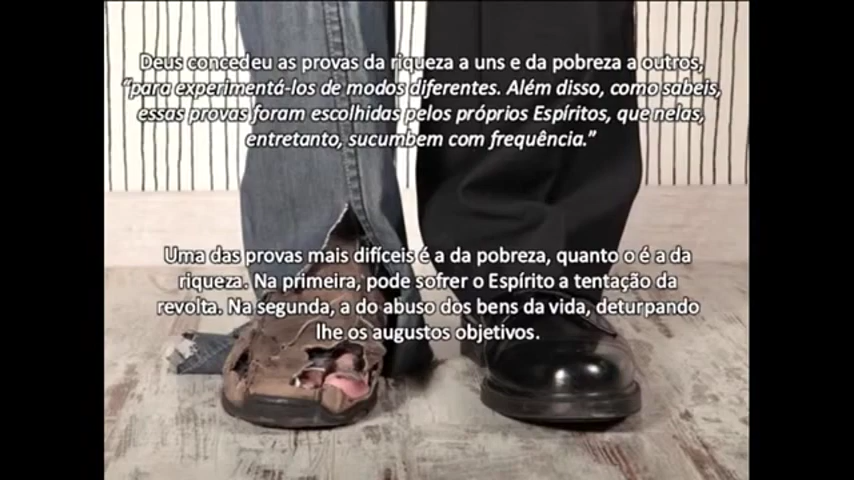 Deus concedeu as provas da riqueza a uns e da pobreza a outros,
“para experimentá-los de modos diferentes. Além disso, como sabeis,
essas provas foram escolhidas pelos próprios Espíritos, que nelas,
entretanto, sucumbem com frequência.”
Uma das provas mais difíceis é a da pobreza, quanto o é a da
riqueza. Na primeira, pode sofrer o Espírito a tentação da
revolta. Na segunda, a do abuso dos bens da vida, deturpando
lhe os augustos objetivos.